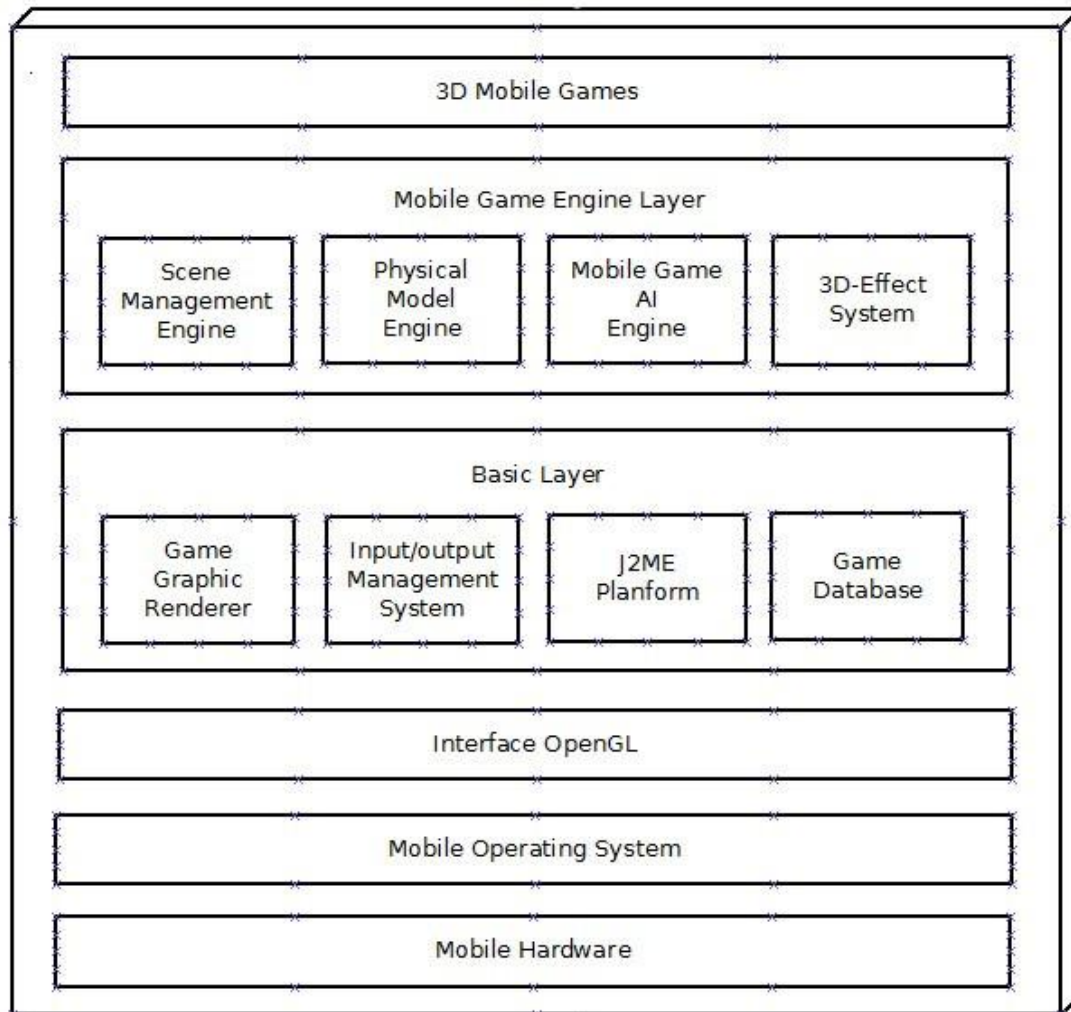 3D Mobile Games
Mobile Game Engine Layer
Scene
Management
Engine
Physical
Model
Engine
Mobile Game
AI
Engine
3D-Effect
System
Basic Layer
Game
Graphic
Renderer
Input/output
Management
System
J2ME
Planform
Game
Database
Interface OpenGL
Mobile Operating System
Mobile Hardware